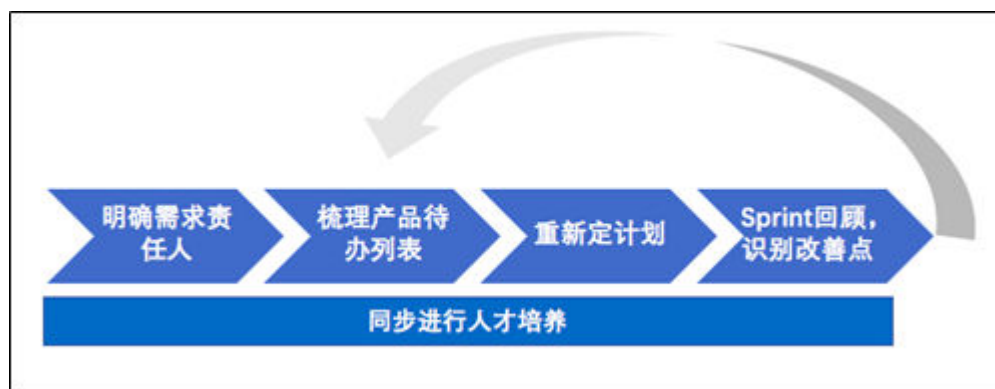 明确需求责
任人
梳理产品待
办列表
重新定计划
Sprint回顾，
识别改善点
同步进行人才培养